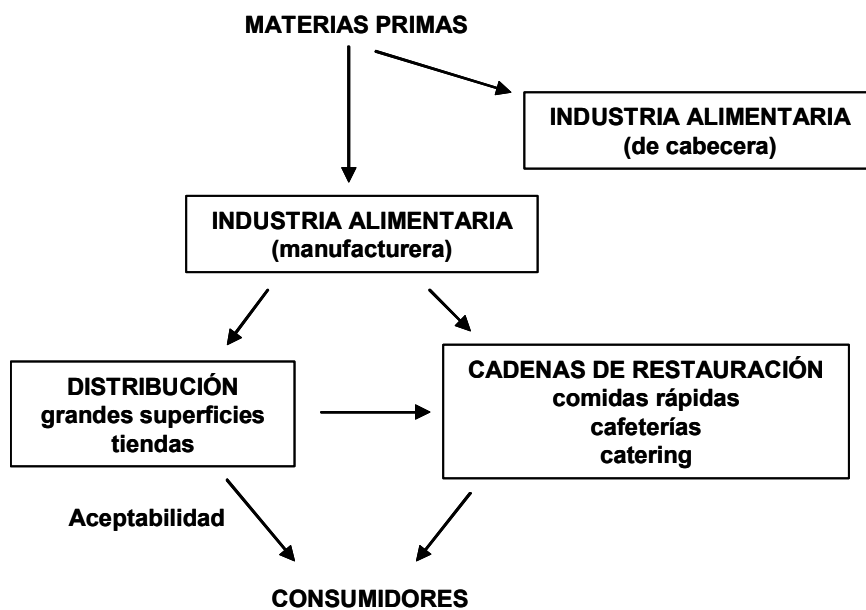 MATERIAS PRIMAS
INDUSTRIA ALIMENTARIA
(de cabecera)
INDUSTRIA ALIMENTARIA
(manufacturera)
DISTRIBUCIÓN
grandes superficies
tiendas
CADENAS DE RESTAURACIÓN
comidas rápidas
cafeterías
catering
Aceptabilidad
CONSUMIDORES